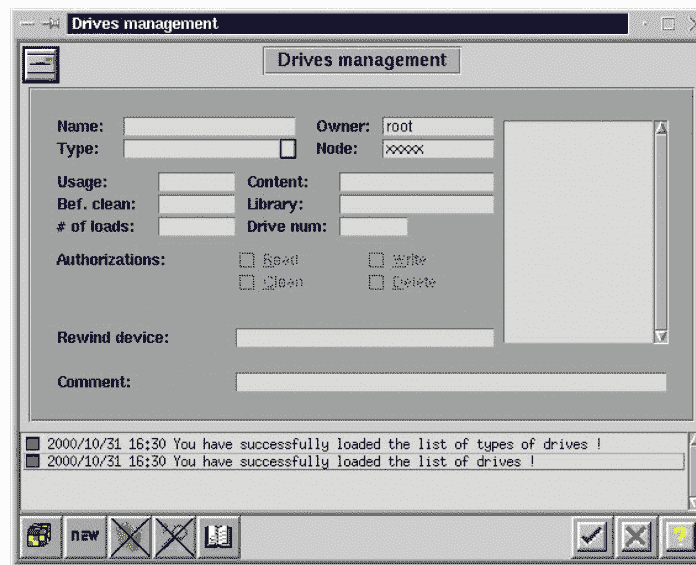 Drives management
Drives management
Name: Owner: root
Type: Node: xxxxx
Usage: Content:
Bef. clean: Library:
# of loads: Drive num:
Authorizations: Read Write
Clean Delete
Rewind device:
Comment:
2000/10/31 16:30 You have successfully loaded the list of types of drives !
2000/10/31 16:30 You have successfully loaded the list of drives !
new
?